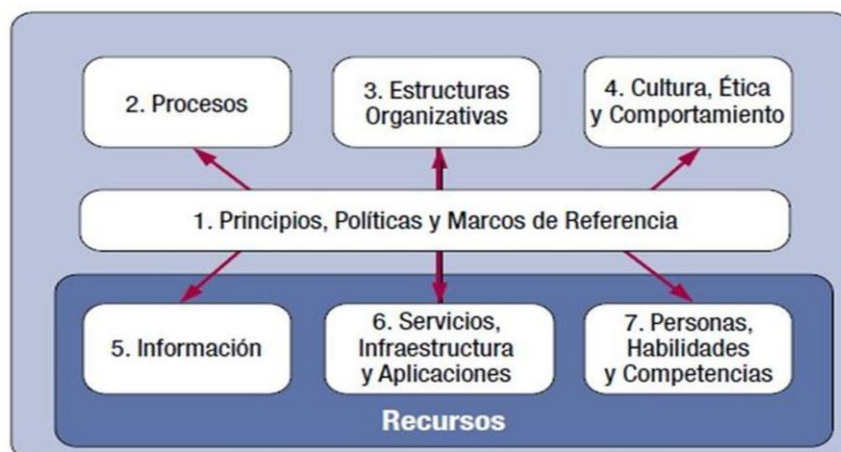 2. Procesos
3. Estructuras
Organizativas
4. Cultura, Ética
y Comportamiento
1. Principios, Políticas y Marcos de Referencia
5. Información
6. Servicios,
Infraestructura
y Aplicaciones
7. Personas,
Habilidades
y Competencias
Recursos